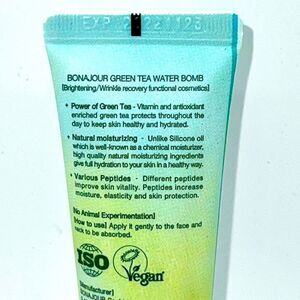 EXP 20221123
BONAJOUR GREEN TEA WATER BOMB
[Brightening/Wrinkle recovery functional cosmetics]
• Power of Green Tea - Vitamin and antioxidant
enriched green tea protects throughout the
day to keep skin healthy and hydrated.
• Natural moisturizing - Unlike Silicone oil
which is well-known as a chemical moisturizer,
high quality natural moisturizing ingredients
give full hydration to your skin in a healthy way.
• Various Peptides - Different peptides
improve skin vitality. Peptides increase
moisture, elasticity and skin protection.
[No Animal Experimentation]
[How to use] Apply it gently to the face and
neck to be absorbed.
ISO
Vegan
[Manufacturer]
BONAJOUR